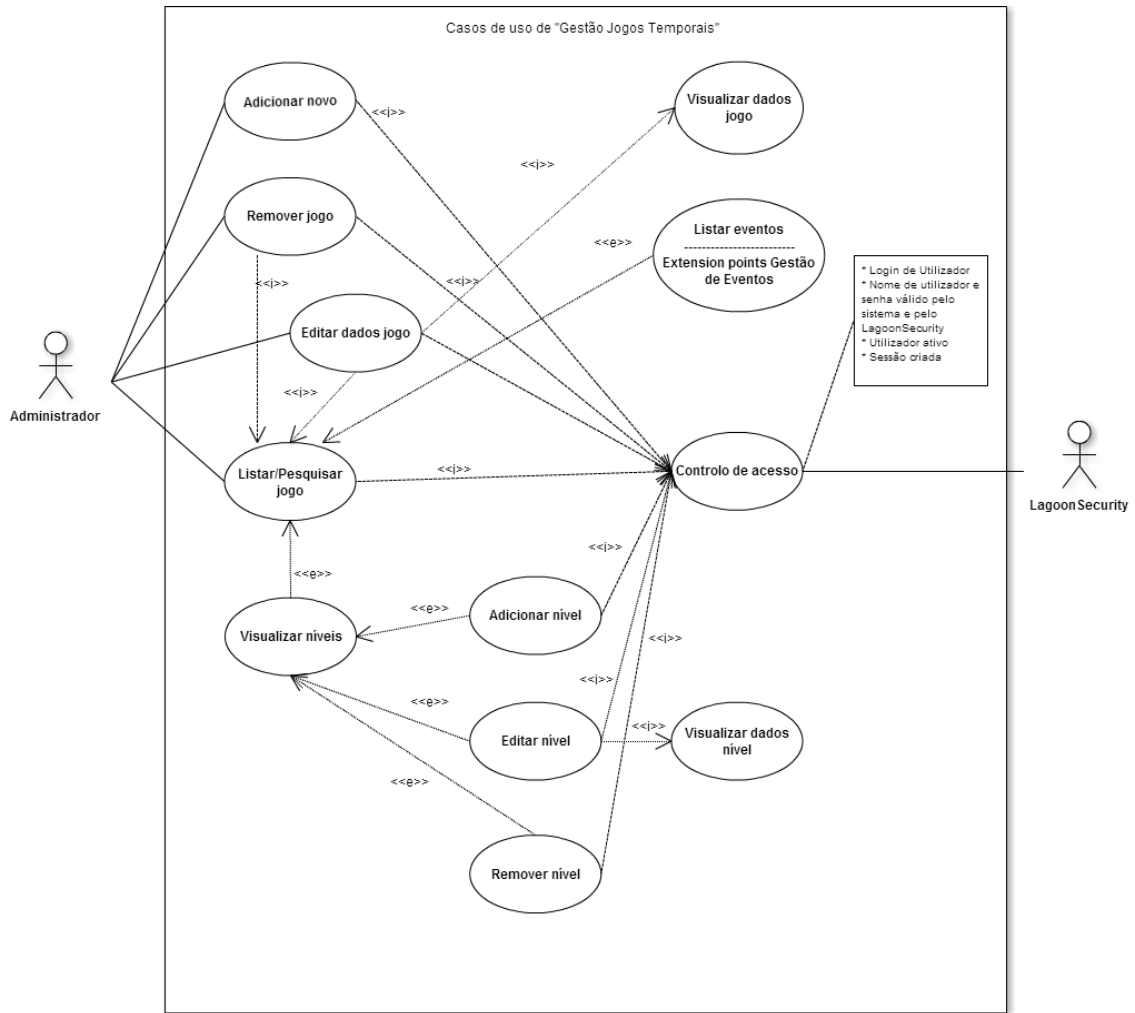 Casos de uso de "Gestão Jogos Temporais"
Adicionar novo
<<i>>
Visualizar dados
jogo
<<i>>
Remover jogo
Listar eventos
Extension points Gestão
de Eventos
<<e>>
<<i>>
<<i>>
* Login de Utilizador
* Nome de utilizador e
senha válido pelo
sistema e pelo
LagoonSecurity
* Utilizador ativo
* Sessão criada
Editar dados jogo
<<i>>
Administrador
Listar/Pesquisar
jogo
<<i>>
Controlo de acesso
LagoonSecurity
<<i>>
<<e>>
Adicionar nível
<<e>>
Visualizar níveis
<<i>>
<<i>>
<<e>>
Editar nível
<<i>>
Visualizar dados
nível
<<e>>
Remover nível